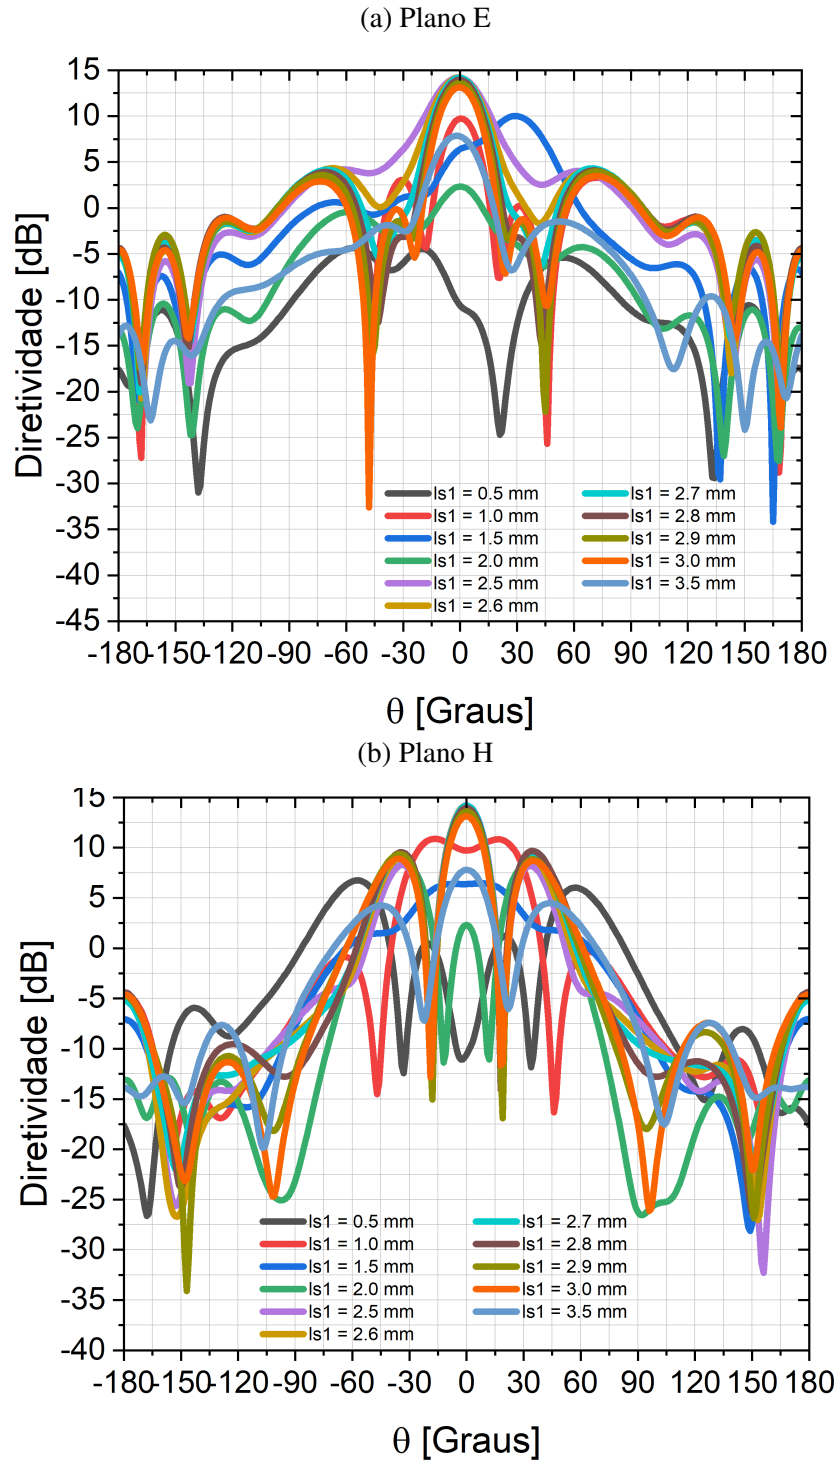 (a) Plano E
15
10
5
0
-5
-10
-15
-20
-25
-30
-35
-40
-45
Diretividade [dB]
ls1 = 0.5 mm
ls1 = 1.0 mm
ls1 = 1.5 mm
ls1 = 2.0 mm
ls1 = 2.5 mm
ls1 = 2.6 mm
ls1 = 2.7 mm
ls1 = 2.8 mm
ls1 = 2.9 mm
ls1 = 3.0 mm
ls1 = 3.5 mm
-180 -150 -120 -90 -60 -30 0 30 60 90 120 150 180
θ [Graus]
(b) Plano H
15
10
5
0
-5
-10
-15
-20
-25
-30
-35
-40
Diretividade [dB]
ls1 = 0.5 mm
ls1 = 1.0 mm
ls1 = 1.5 mm
ls1 = 2.0 mm
ls1 = 2.5 mm
ls1 = 2.6 mm
ls1 = 2.7 mm
ls1 = 2.8 mm
ls1 = 2.9 mm
ls1 = 3.0 mm
ls1 = 3.5 mm
-180 -150 -120 -90 -60 -30 0 30 60 90 120 150 180
θ [Graus]